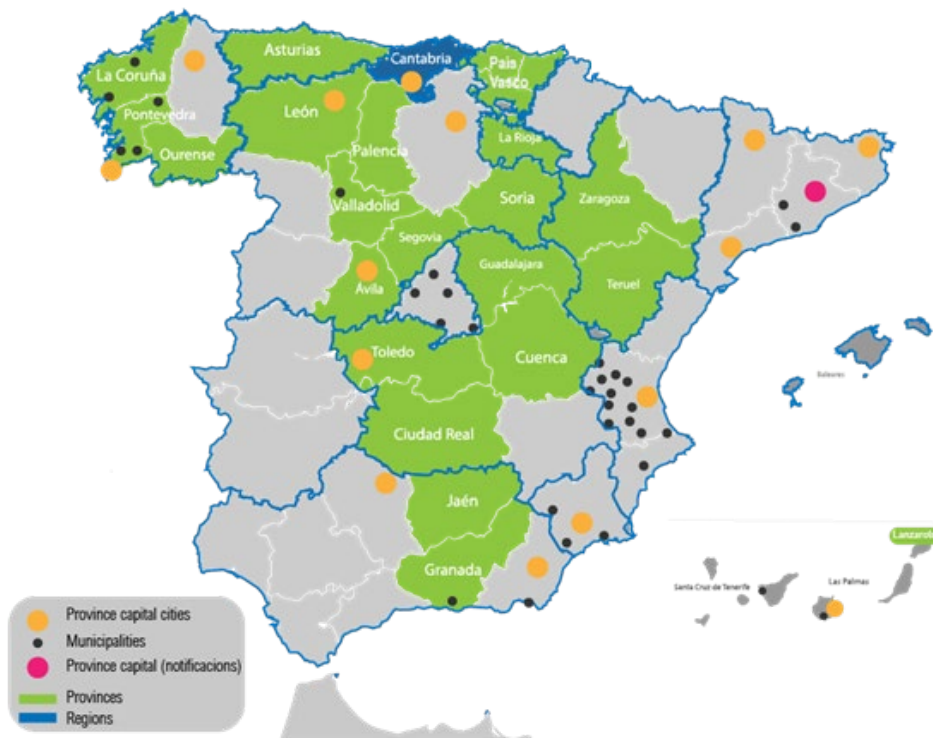 Asturias
Cantabria
La Coruña
Pais
Vasco
León
Pontevedra
La Rioja
Palencia
Ourense
Soria
Zaragoza
Valladolid
Segovia
Guadalajara
Ávila
Teruel
Toledo
Cuenca
Baleares
Ciudad Real
Jaén
Lanzarot
Granada
Santa Cruz de Tenerife
Las Palmas
Province capital cities
Municipalities
Province capital (notificacions)
Provinces
Regions